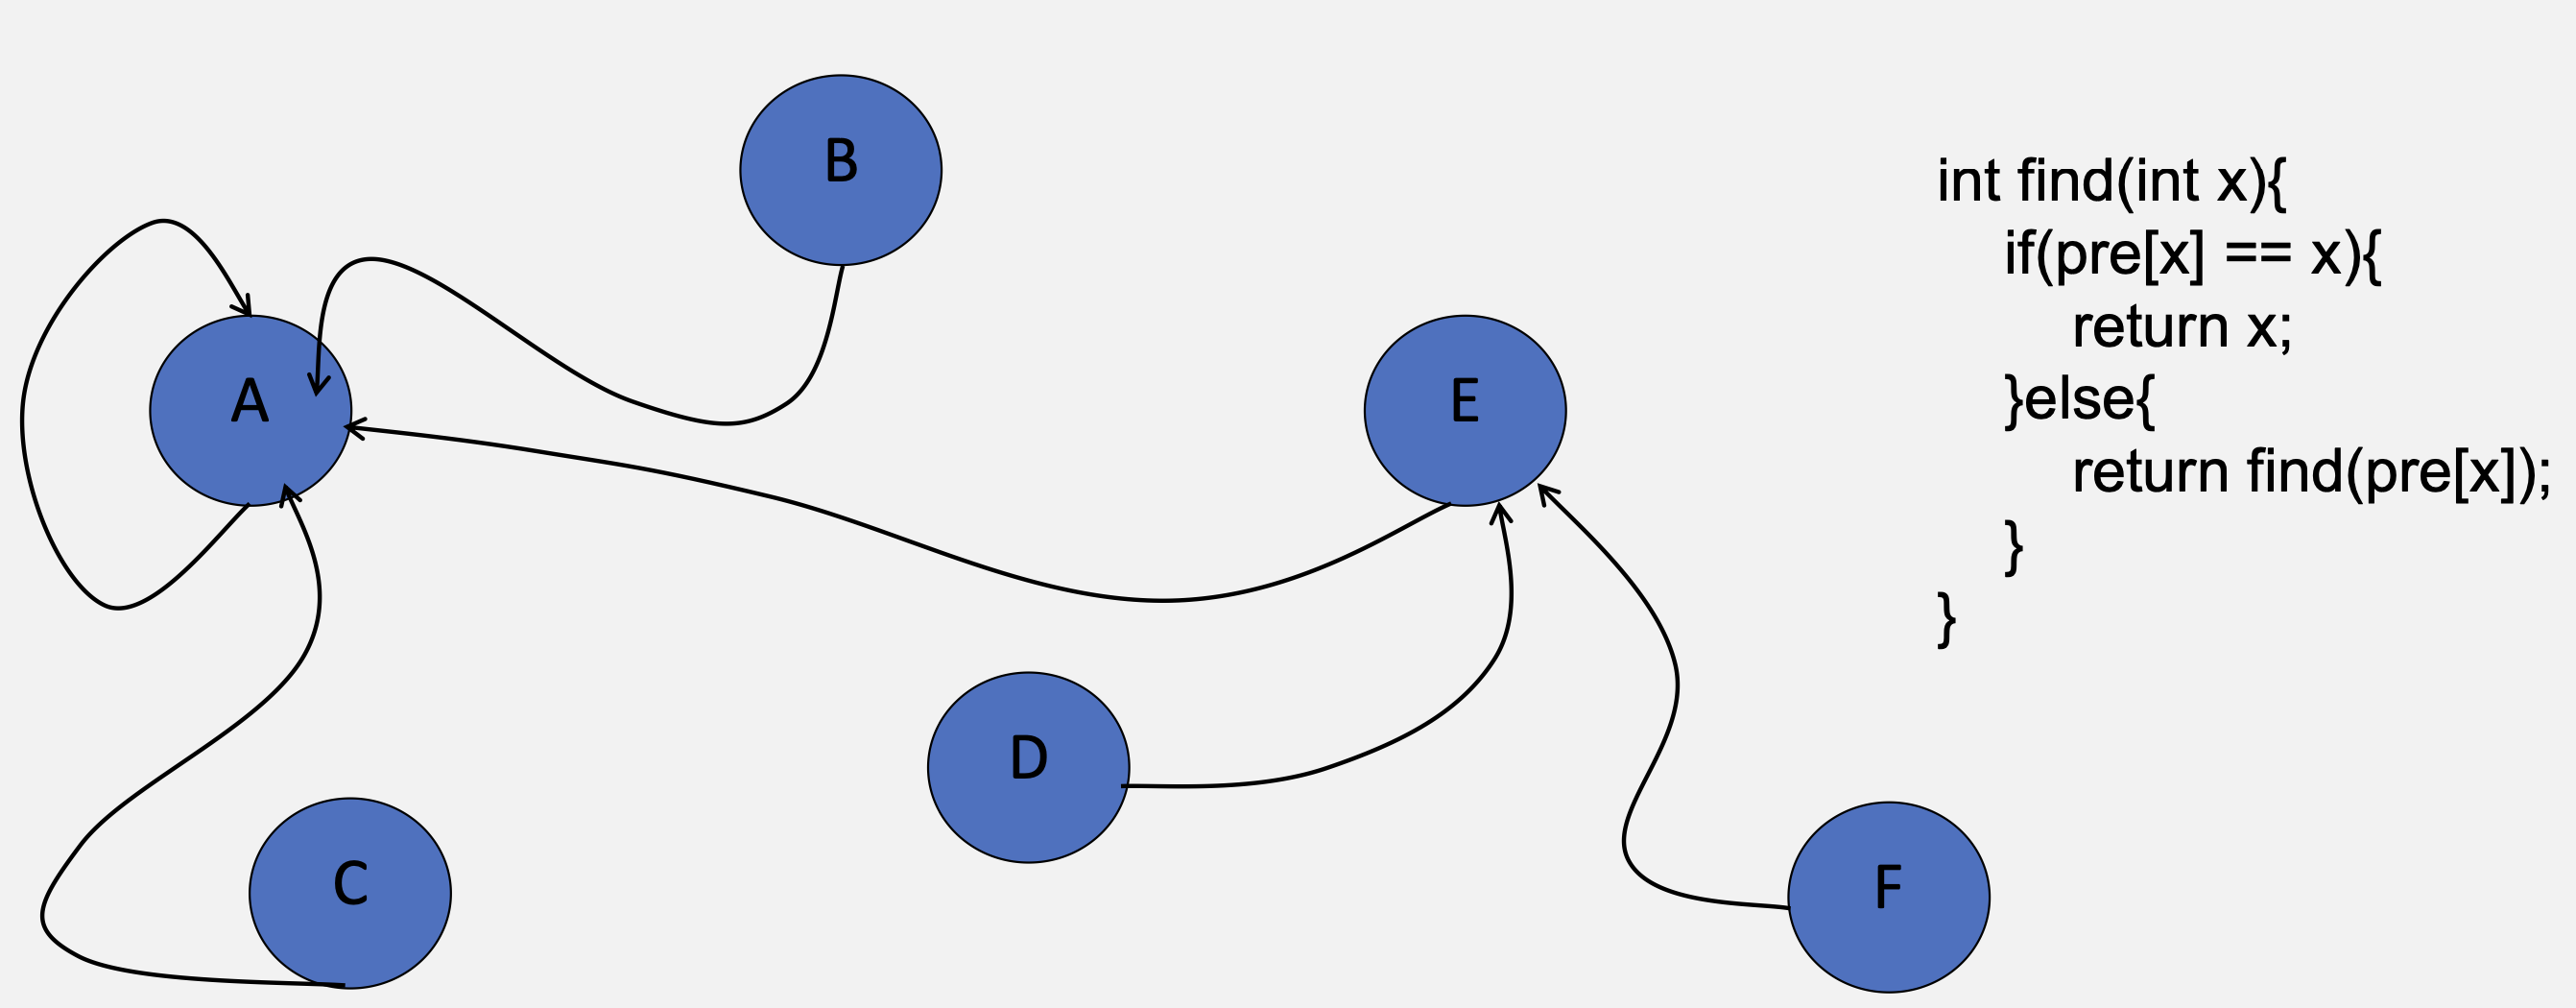 B
A
E
D
C
F
int find(int x){
if(pre[x] == x){
return x;
}else{
return find(pre[x]);
}
}